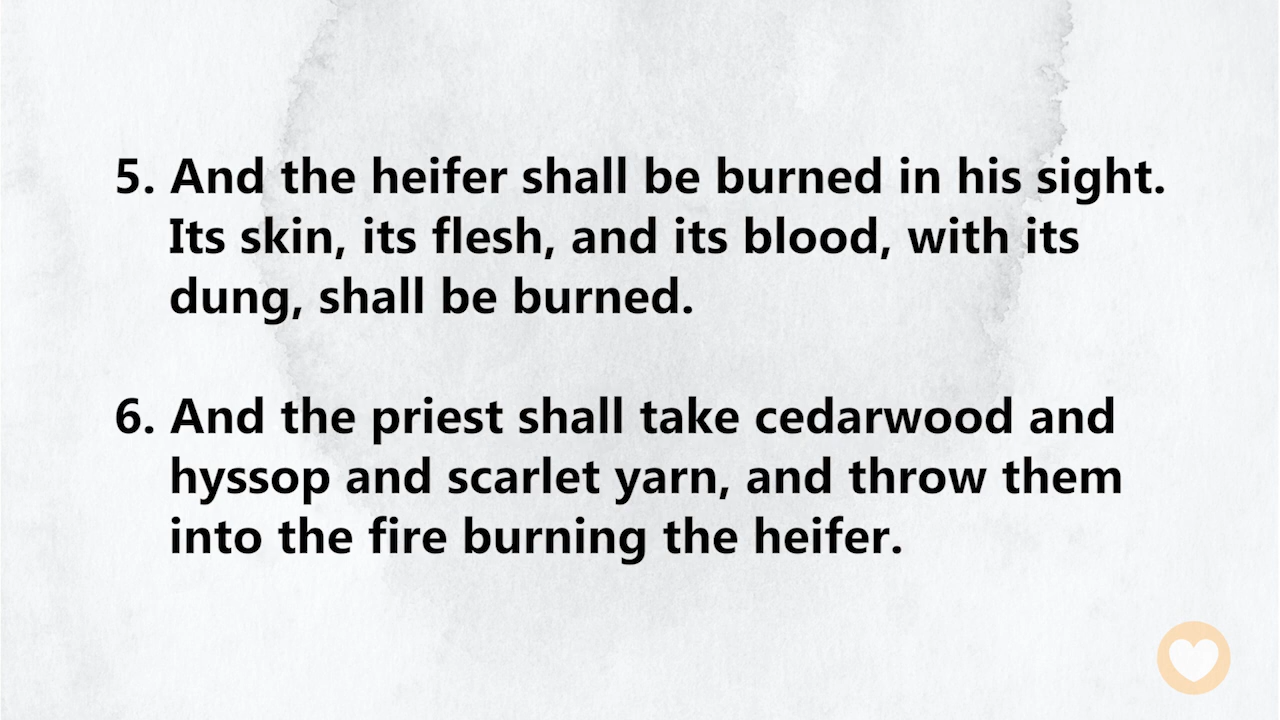 5. And the heifer shall be burned in his sight.
Its skin, its flesh, and its blood, with its
dung, shall be burned.
6. And the priest shall take cedarwood and
hyssop and scarlet yarn, and throw them
into the fire burning the heifer.